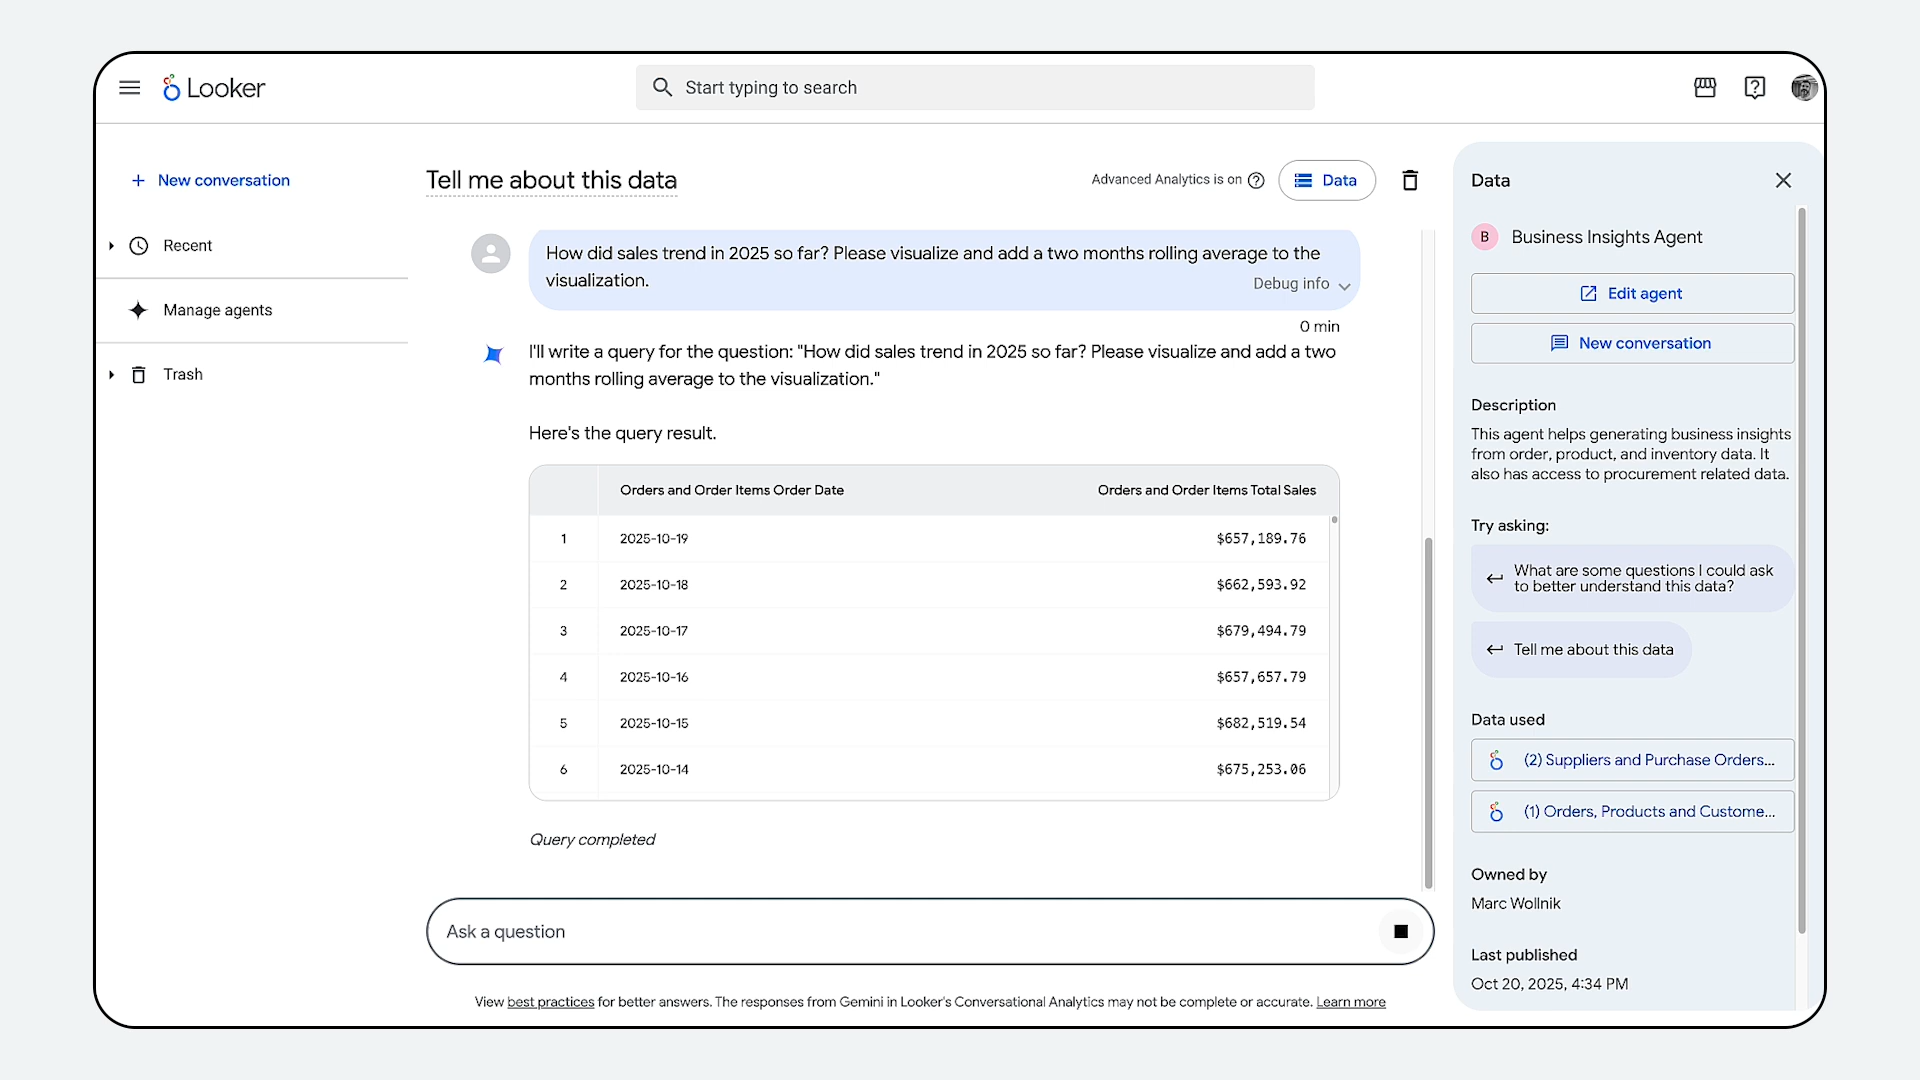 Looker
Start typing to search
New conversation
Recent
Manage agents
Trash
Tell me about this data
Advanced Analytics is on
Data
How did sales trend in 2025 so far? Please visualize and add a two months rolling average to the
visualization.
Debug info
0 min
I'll write a query for the question: "How did sales trend in 2025 so far? Please visualize and add a two
months rolling average to the visualization."
Here's the query result.
Orders and Order Items Order Date Orders and Order Items Total Sales
1 2025-10-19 $657,189.76
2 2025-10-18 $662,593.92
3 2025-10-17 $679,494.79
4 2025-10-16 $657,657.79
5 2025-10-15 $682,519.54
6 2025-10-14 $675,253.06
Query completed
Ask a question
View best practices for better answers. The responses from Gemini in Looker's Conversational Analytics may not be complete or accurate. Learn more
Data
B Business Insights Agent
Edit agent
New conversation
Description
This agent helps generating business insights
from order, product, and inventory data. It
also has access to procurement related data.
Try asking:
What are some questions I could ask
to better understand this data?
Tell me about this data
Data used
(2) Suppliers and Purchase Orders...
(1) Orders, Products and Custome...
Owned by
Marc Wollnik
Last published
Oct 20, 2025, 4:34 PM